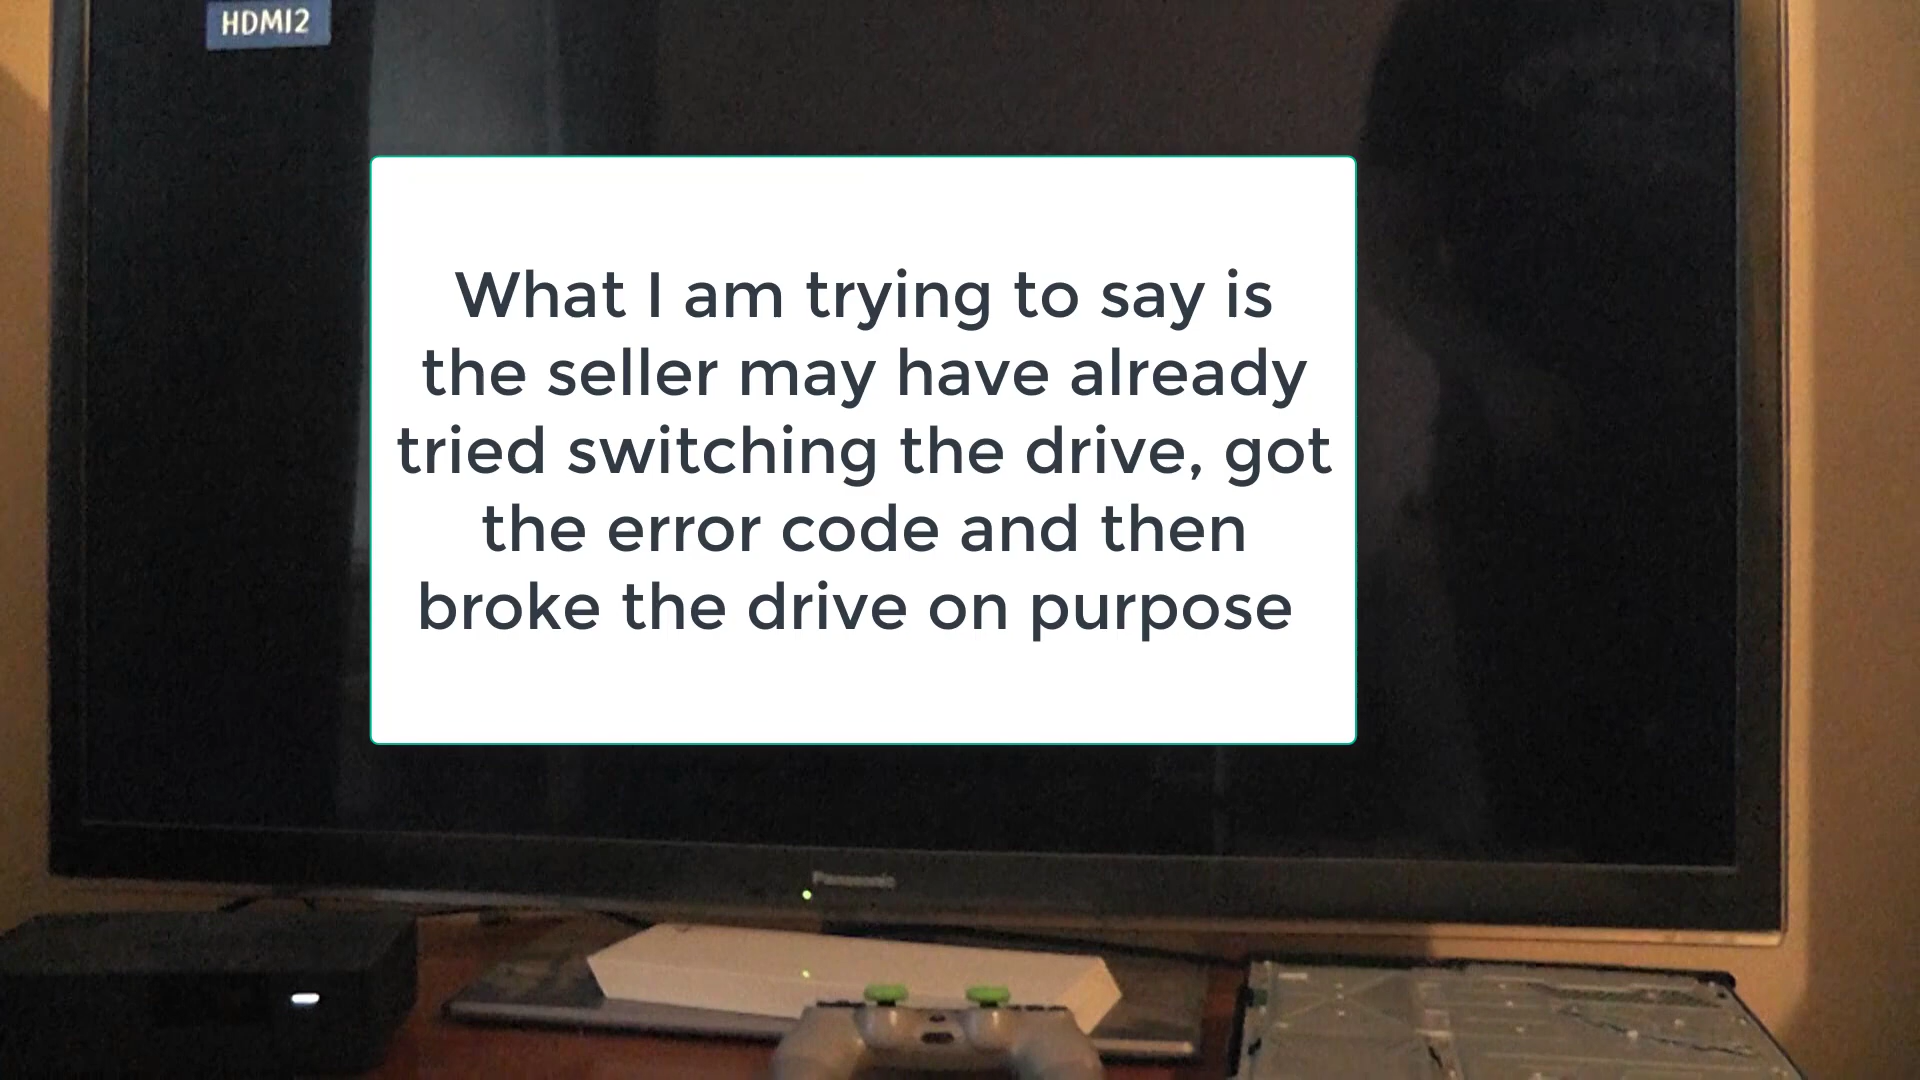 HDMI2
What I am trying to say is
the seller may have already
tried switching the drive, got
the error code and then
broke the drive on purpose
Panasonic